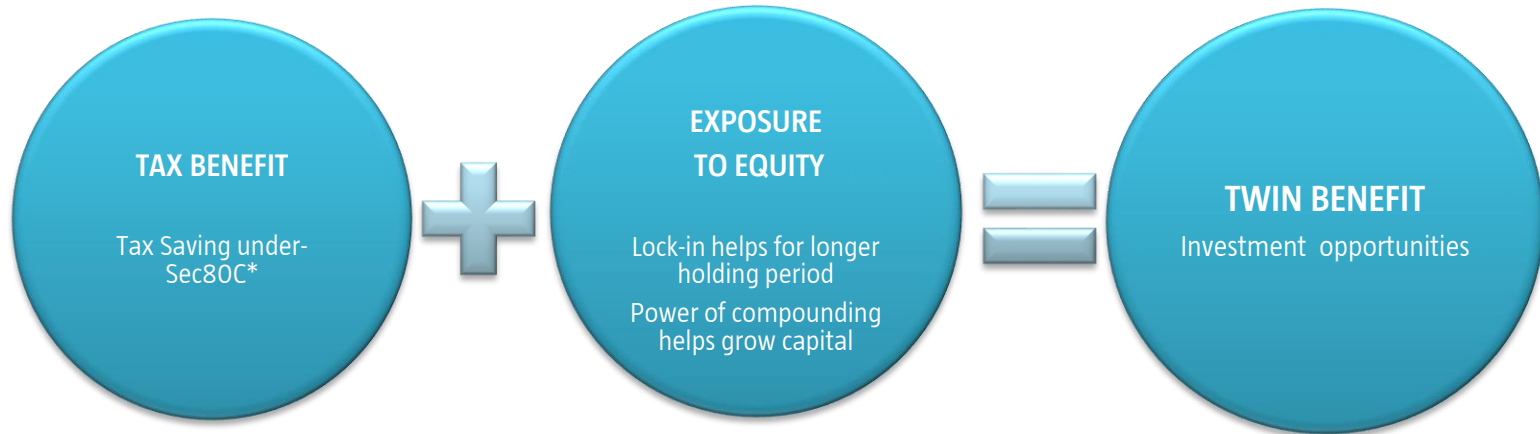 TAX BENEFIT
Tax Saving under-
Sec80C*
EXPOSURE
TO EQUITY
Lock-in helps for longer
holding period
Power of compounding
helps grow capital
TWIN BENEFIT
Investment opportunities